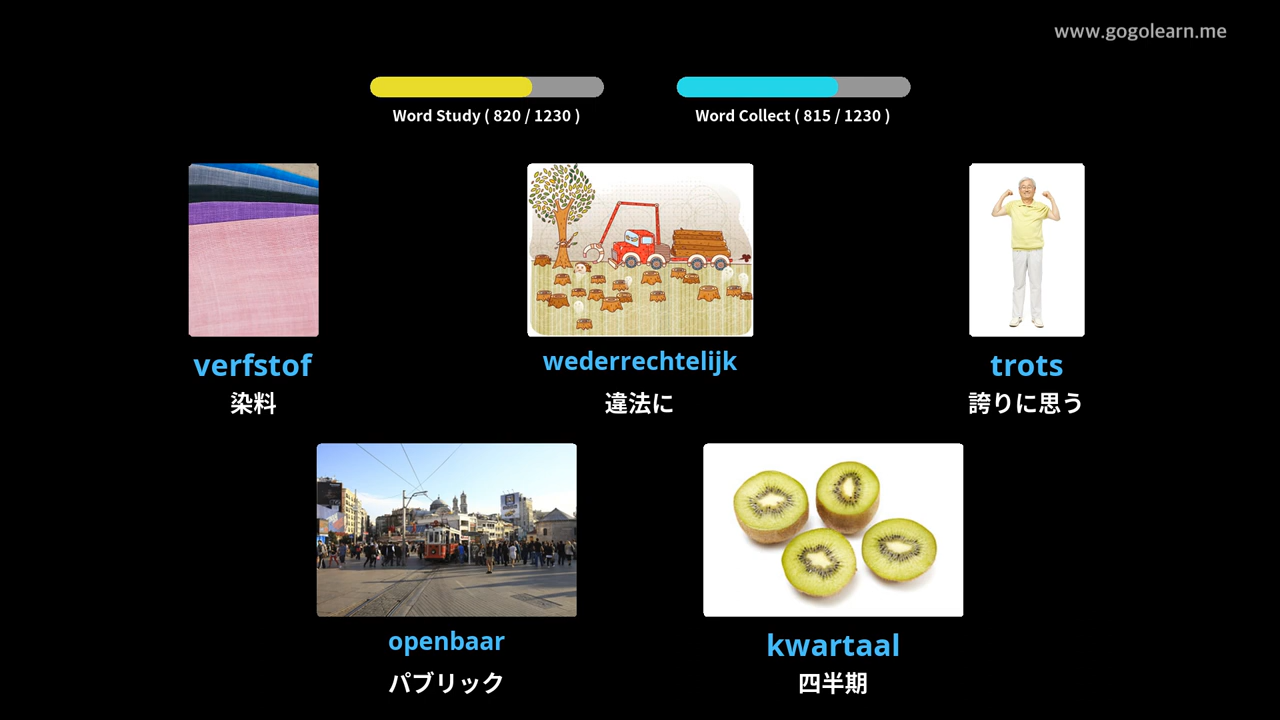 www.gogolearn.me
Word Study ( 820 / 1230 )
Word Collect ( 815 / 1230 )
verfstof
染料
wederrechtelijk
違法に
trots
誇りに思う
openbaar
パブリック
kwartaal
四半期